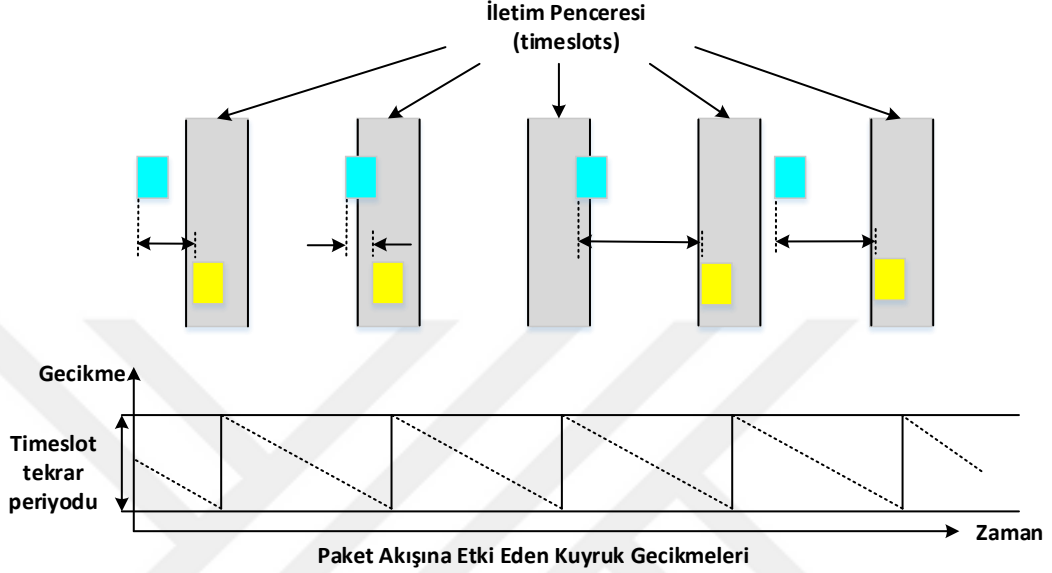 İletim Penceresi
(timeslots)
Gecikme
Timeslot
tekrar
periyodu
Zaman
Paket Akışına Etki Eden Kuyruk Gecikmeleri